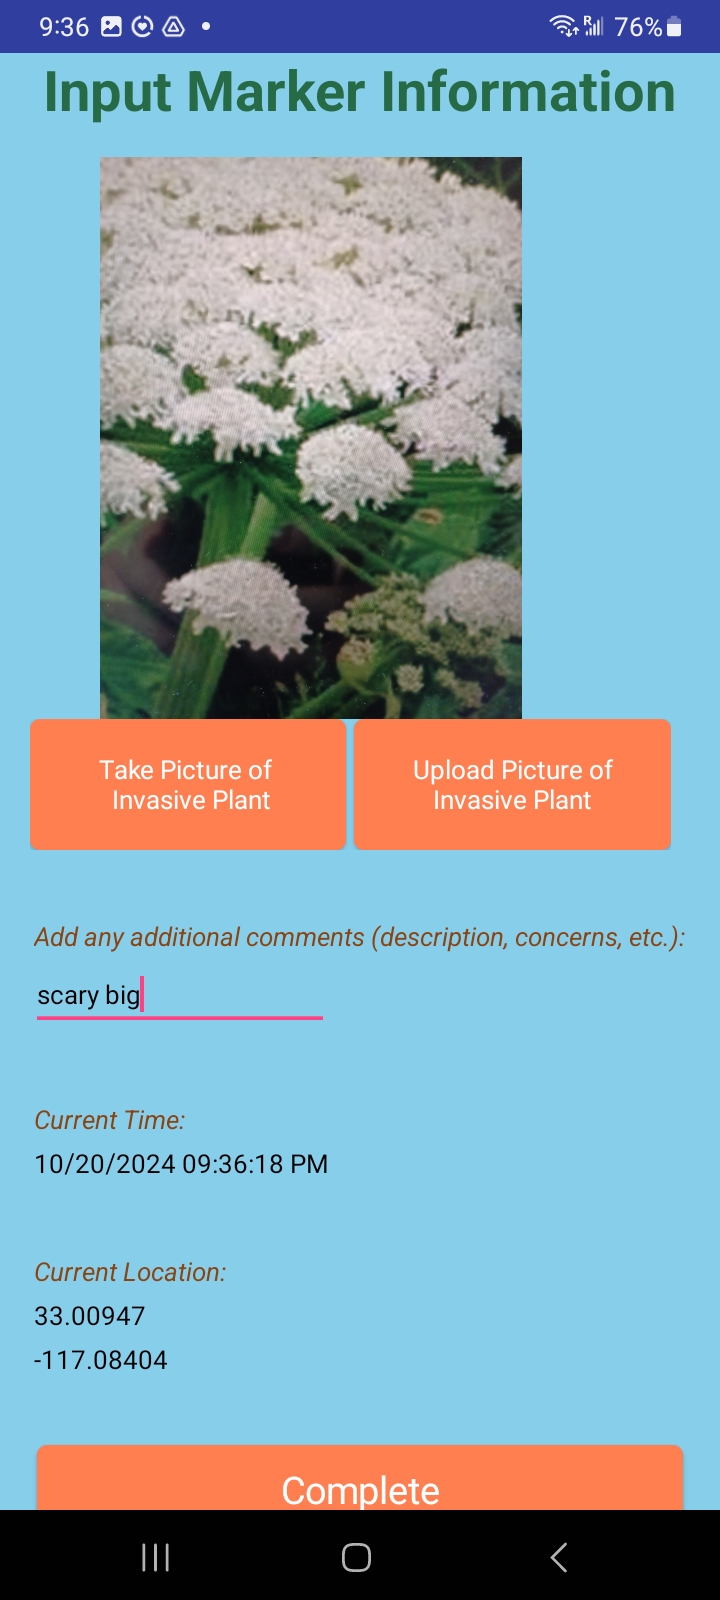 9:36
R
76%
Input Marker Information
Take Picture of
Invasive Plant
Upload Picture of
Invasive Plant
Add any additional comments (description, concerns, etc.):
scary big
Current Time:
10/20/2024 09:36:18 PM
Current Location:
33.00947
-117.08404
Complete